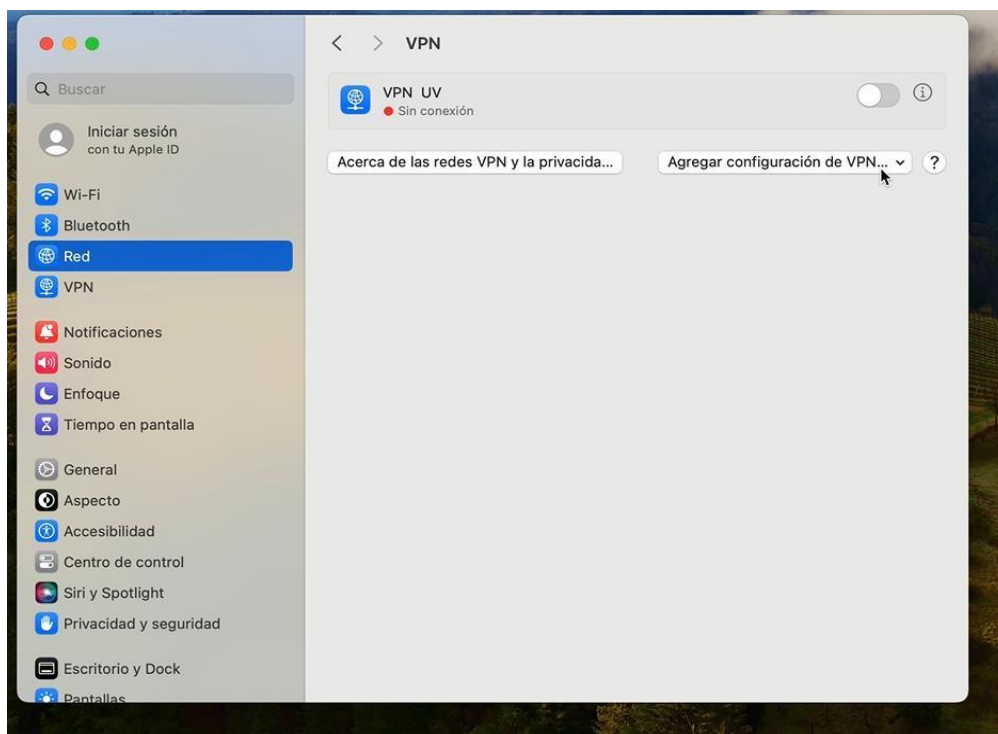 VPN
Buscar
VPN UV
Sin conexión
Iniciar sesión
con tu Apple ID
Acerca de las redes VPN y la privacida...
Agregar configuración de VPN...
?
Wi-Fi
Bluetooth
Red
VPN
Notificaciones
Sonido
Enfoque
Tiempo en pantalla
General
Aspecto
Accesibilidad
Centro de control
Siri y Spotlight
Privacidad y seguridad
Escritorio y Dock
Pantallas